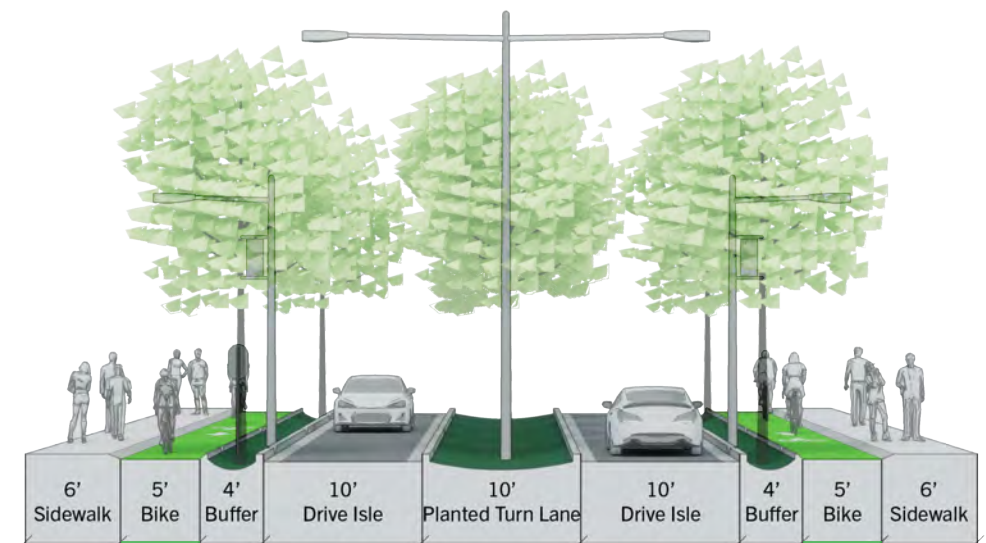 6'
Sidewalk
5'
Bike
4'
Buffer
10'
Drive Isle
10'
Planted Turn Lane
10'
Drive Isle
4'
Buffer
5'
Bike
6'
Sidewalk